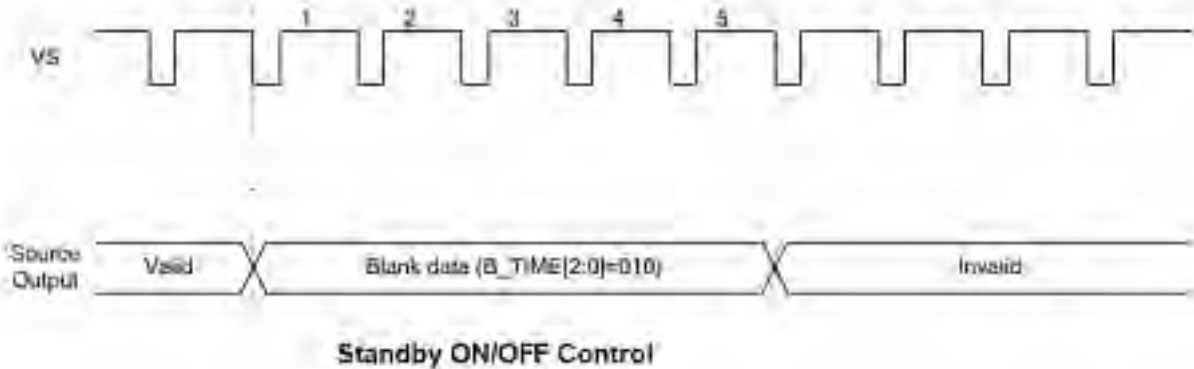 1 2 3 4 5
VS
Source Output
Valid
Blank data (B_TIME[2:0]=010)
Invalid
Standby ON/OFF Control